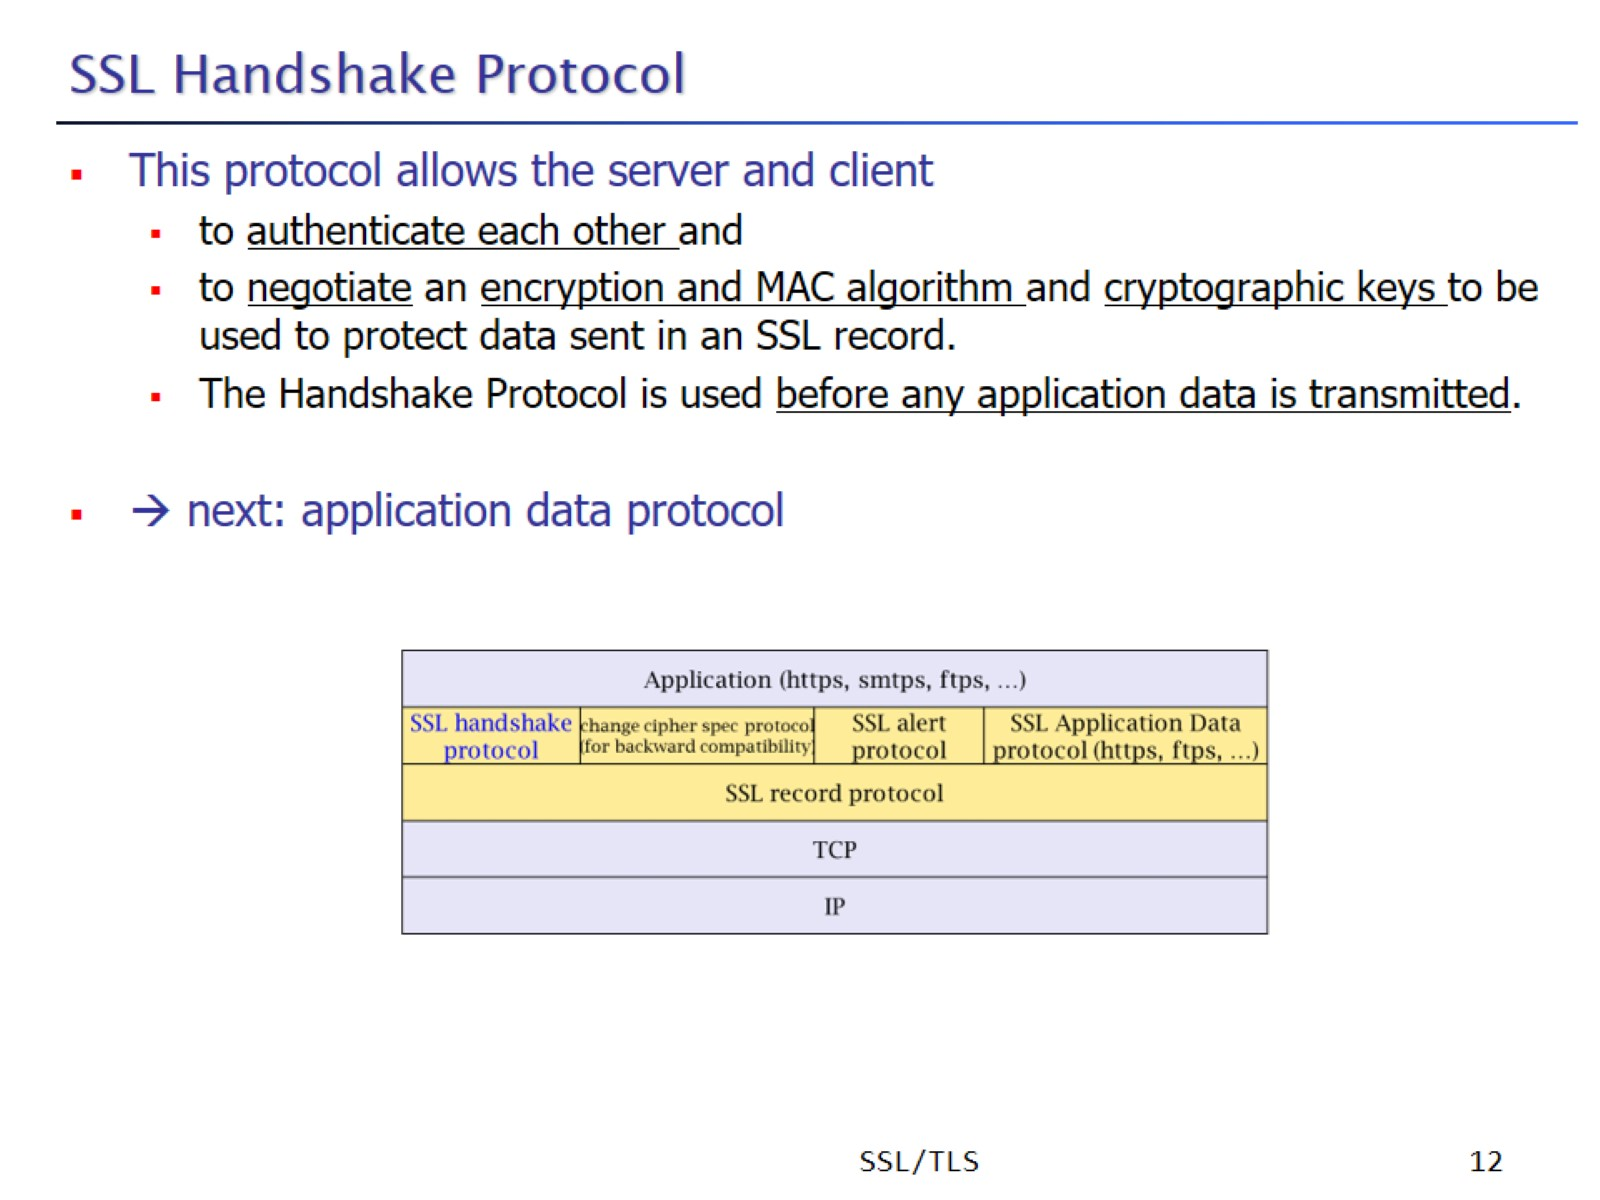 SSL Handshake Protocol
▪ This protocol allows the server and client
▪ to authenticate each other and
▪ to negotiate an encryption and MAC algorithm and cryptographic keys to be
used to protect data sent in an SSL record.
▪ The Handshake Protocol is used before any application data is transmitted.
▪ → next: application data protocol
Application (https, smtps, ftps, ...)
SSL handshake
protocol
change cipher spec protocol
(for backward compatibility)
SSL alert
protocol
SSL Application Data
protocol (https, ftps, ...)
SSL record protocol
TCP
IP
SSL/TLS
12